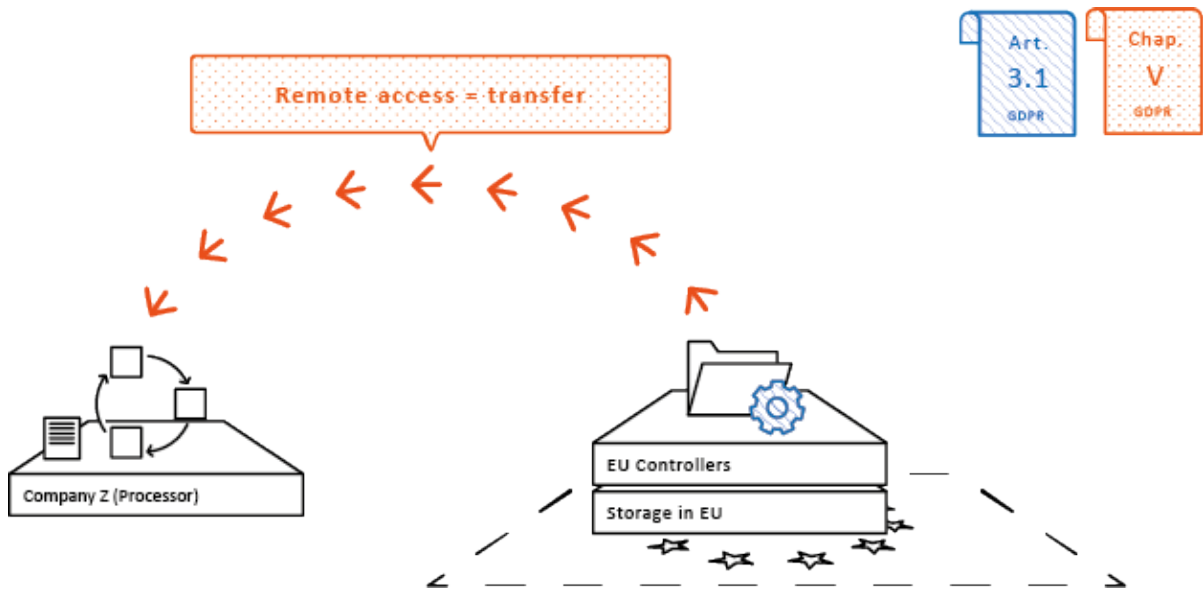 Remote access = transfer
Art.
3.1
GDPR
Chap.
V
GDPR
Company Z (Processor)
EU Controllers
Storage in EU